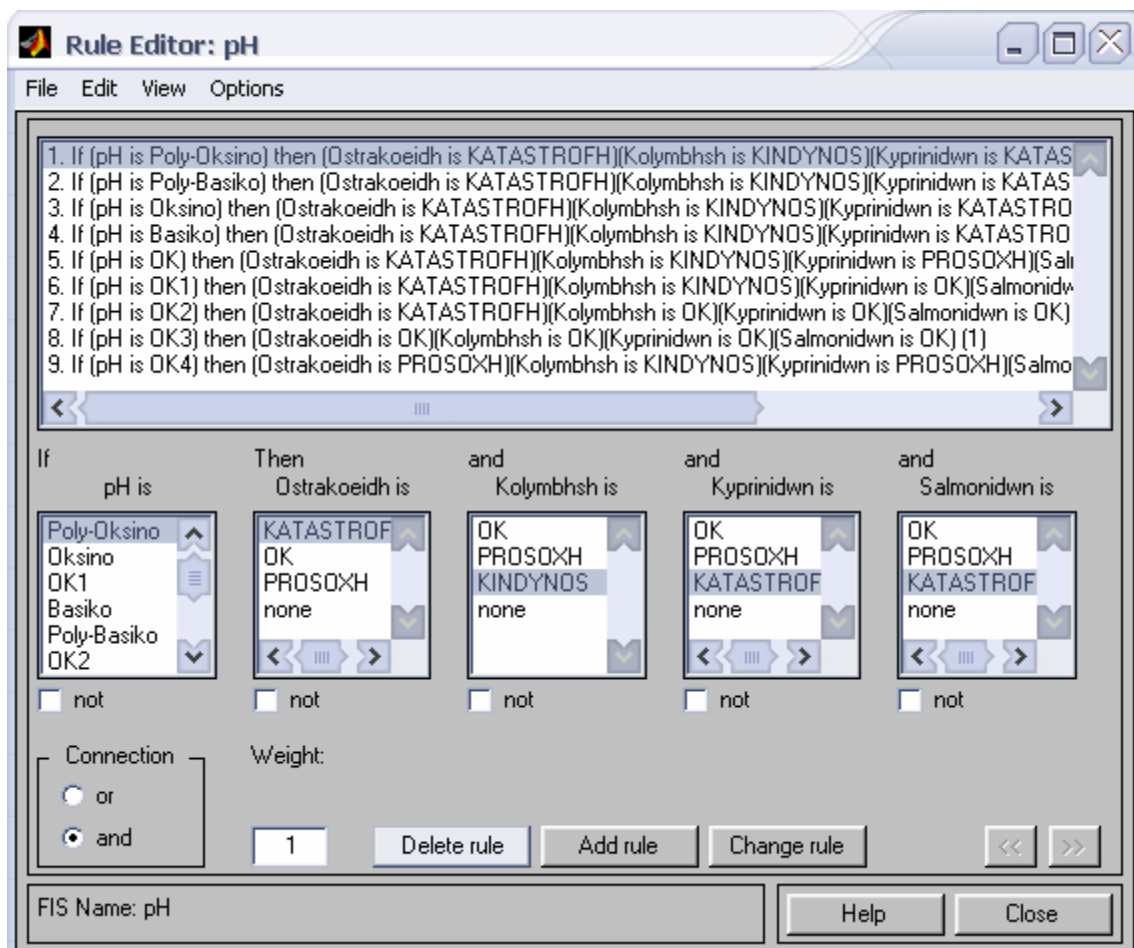 Rule Editor: pH
File Edit View Options
1. If (pH is Poly-Oksino) then (Ostrakoeidh is KATASTROFH)(Kolymbhsh is KINDYNOS)(Kyprinidwn is KATAS
2. If (pH is Poly-Basiko) then (Ostrakoeidh is KATASTROFH)(Kolymbhsh is KINDYNOS)(Kyprinidwn is KATAS
3. If (pH is Oksino) then (Ostrakoeidh is KATASTROFH)(Kolymbhsh is KINDYNOS)(Kyprinidwn is KATASTRO
4. If (pH is Basiko) then (Ostrakoeidh is KATASTROFH)(Kolymbhsh is KINDYNOS)(Kyprinidwn is KATASTRO
5. If (pH is OK) then (Ostrakoeidh is KATASTROFH)(Kolymbhsh is KINDYNOS)(Kyprinidwn is PROSOXH)(Sal
6. If (pH is OK1) then (Ostrakoeidh is KATASTROFH)(Kolymbhsh is KINDYNOS)(Kyprinidwn is OK)(Salmonidw
7. If (pH is OK2) then (Ostrakoeidh is KATASTROFH)(Kolymbhsh is OK)(Kyprinidwn is OK)(Salmonidwn is OK)
8. If (pH is OK3) then (Ostrakoeidh is OK)(Kolymbhsh is OK)(Kyprinidwn is OK)(Salmonidwn is OK) (1)
9. If (pH is OK4) then (Ostrakoeidh is PROSOXH)(Kolymbhsh is KINDYNOS)(Kyprinidwn is PROSOXH)(Salmo
If Then and and and
pH is Ostrakoeidh is Kolymbhsh is Kyprinidwn is Salmonidwn is
Poly-Oksino KATASTROF OK OK OK
Oksino OK PROSOXH PROSOXH PROSOXH
OK1 PROSOXH KINDYNOS KATASTROF KATASTROF
Basiko none none none none
Poly-Basiko
OK2
not not not not not
Connection Weight:
or
and 1 Delete rule Add rule Change rule << >>
FIS Name: pH Help Close